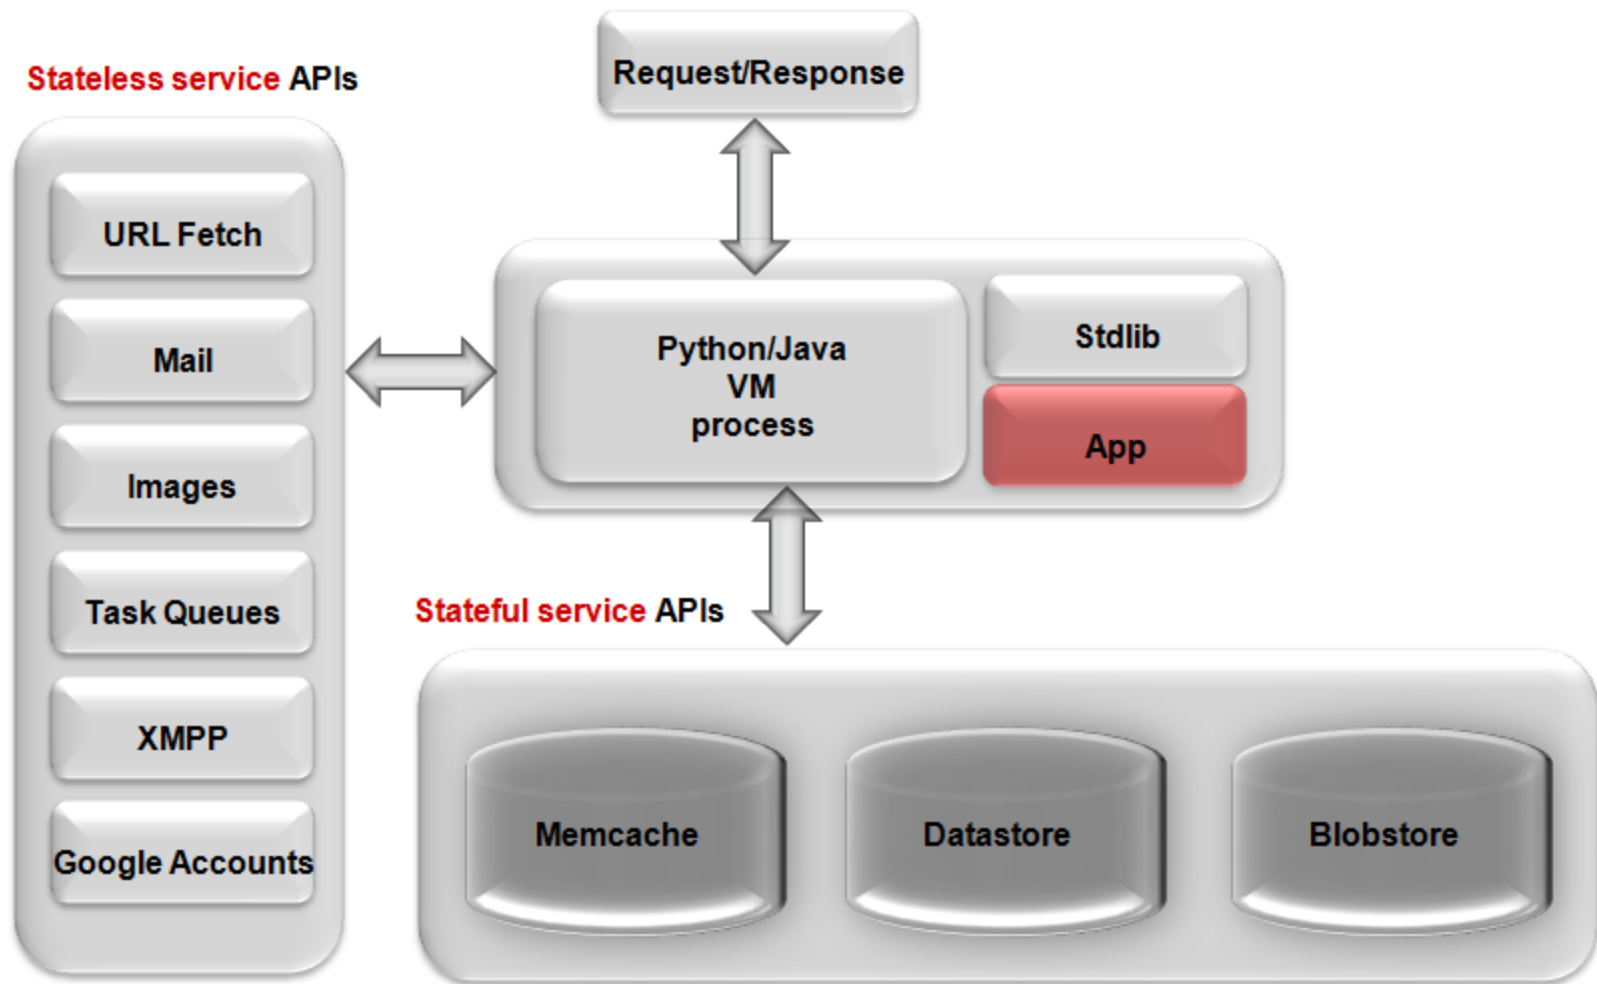 Request/Response
Stateless service APIs
URL Fetch
Mail
Images
Task Queues
XMPP
Google Accounts
Python/Java
VM
process
Stdlib
App
Stateful service APIs
Memcache
Datastore
Blobstore